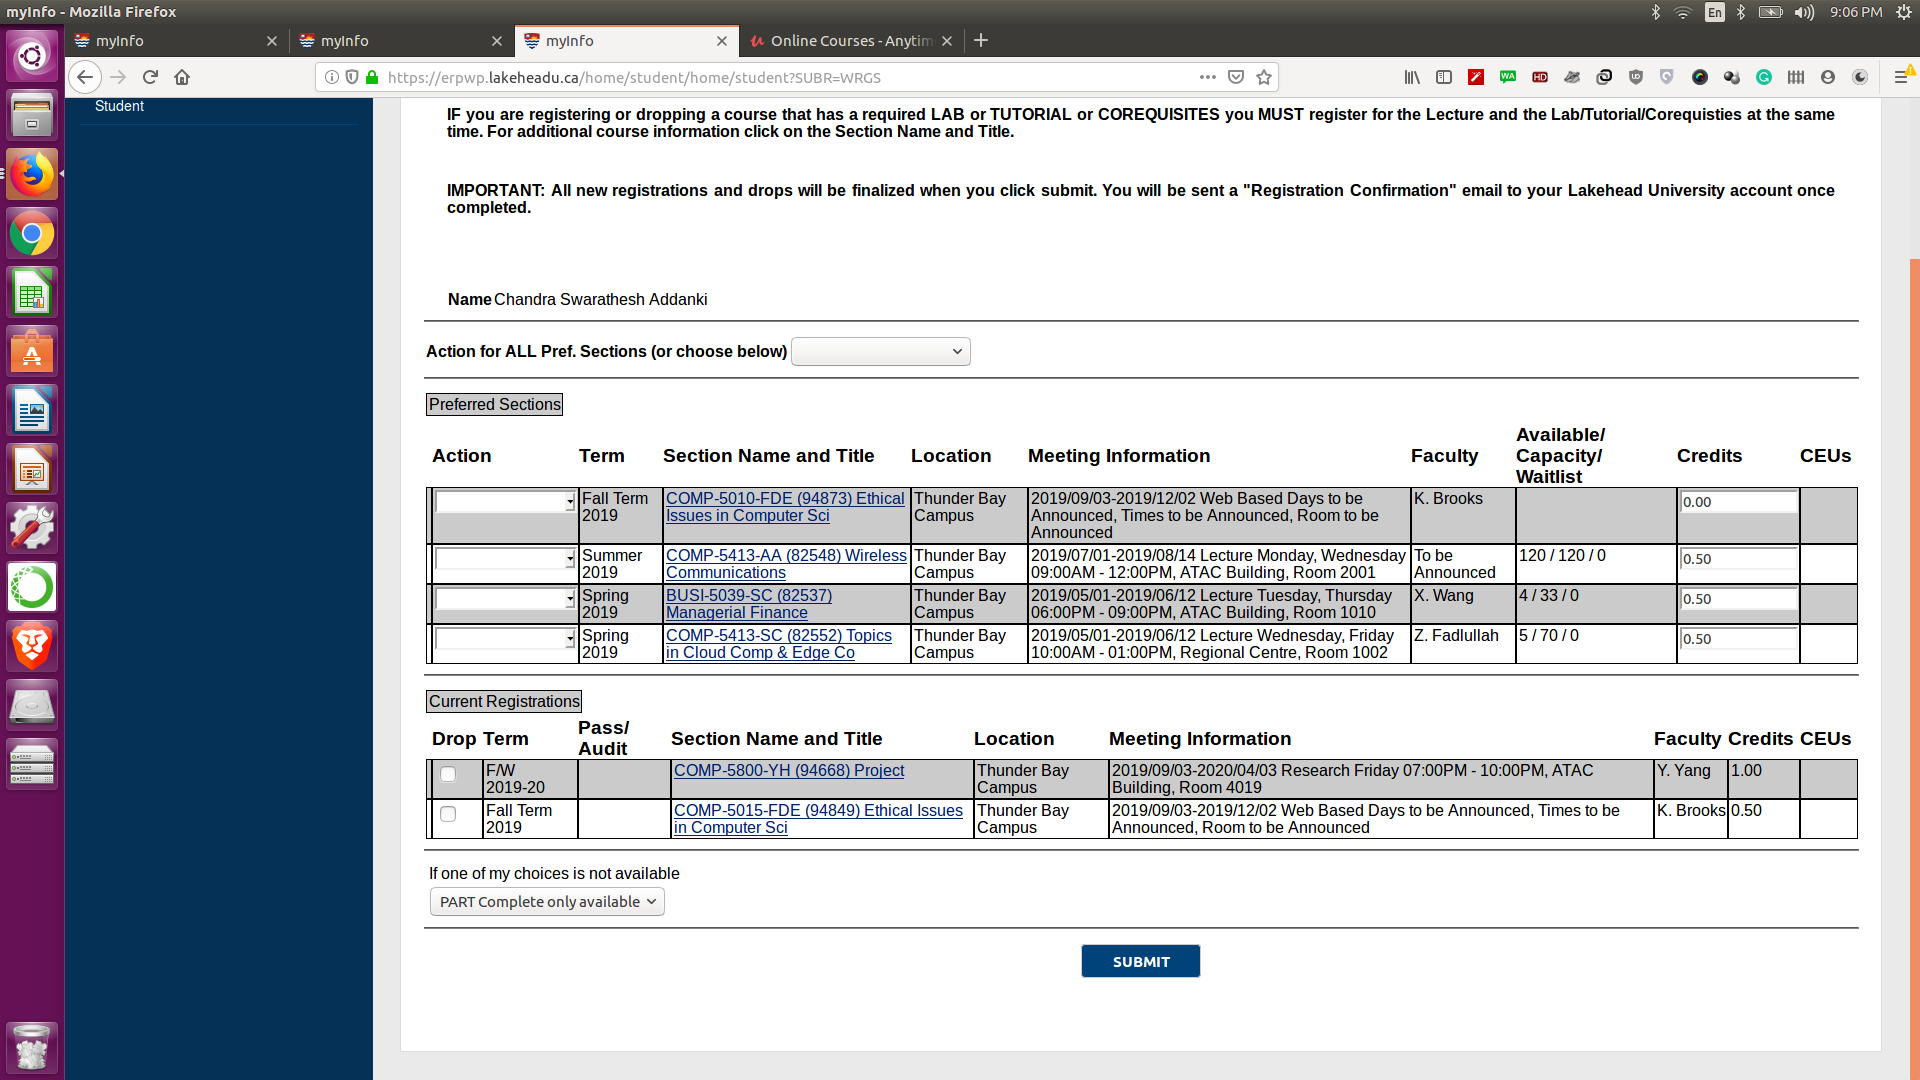 myInfo - Mozilla Firefox
En
9:06 PM
myInfo
myInfo
myInfo
Online Courses - Anytim
https://erpwp.lakeheadu.ca/home/student/home/student?SUBR=WRGS
Student
IF you are registering or dropping a course that has a required LAB or TUTORIAL or COREQUISITES you MUST register for the Lecture and the Lab/Tutorial/Corequisties at the same
time. For additional course information click on the Section Name and Title.
IMPORTANT: All new registrations and drops will be finalized when you click submit. You will be sent a "Registration Confirmation" email to your Lakehead University account once
completed.
Name Chandra Swarathesh Addanki
Action for ALL Pref. Sections (or choose below)
Preferred Sections
Action Term Section Name and Title Location Meeting Information Faculty Available/ Capacity/ Waitlist Credits CEUs
Fall Term 2019 COMP-5010-FDE (94873) Ethical Issues in Computer Sci Thunder Bay Campus 2019/09/03-2019/12/02 Web Based Days to be Announced, Times to be Announced, Room to be Announced K. Brooks 0.00
Summer 2019 COMP-5413-AA (82548) Wireless Communications Thunder Bay Campus 2019/07/01-2019/08/14 Lecture Monday, Wednesday 09:00AM - 12:00PM, ATAC Building, Room 2001 To be Announced 120 / 120 / 0 0.50
Spring 2019 BUSI-5039-SC (82537) Managerial Finance Thunder Bay Campus 2019/05/01-2019/06/12 Lecture Tuesday, Thursday 06:00PM - 09:00PM, ATAC Building, Room 1010 X. Wang 4 / 33 / 0 0.50
Spring 2019 COMP-5413-SC (82552) Topics in Cloud Comp & Edge Co Thunder Bay Campus 2019/05/01-2019/06/12 Lecture Wednesday, Friday 10:00AM - 01:00PM, Regional Centre, Room 1002 Z. Fadlullah 5 / 70 / 0 0.50
Current Registrations
Drop Term Pass/ Audit Section Name and Title Location Meeting Information Faculty Credits CEUs
F/W 2019-20 COMP-5800-YH (94668) Project Thunder Bay Campus 2019/09/03-2020/04/03 Research Friday 07:00PM - 10:00PM, ATAC Building, Room 4019 Y. Yang 1.00
Fall Term 2019 COMP-5015-FDE (94849) Ethical Issues in Computer Sci Thunder Bay Campus 2019/09/03-2019/12/02 Web Based Days to be Announced, Times to be Announced, Room to be Announced K. Brooks 0.50
If one of my choices is not available
PART Complete only available
SUBMIT